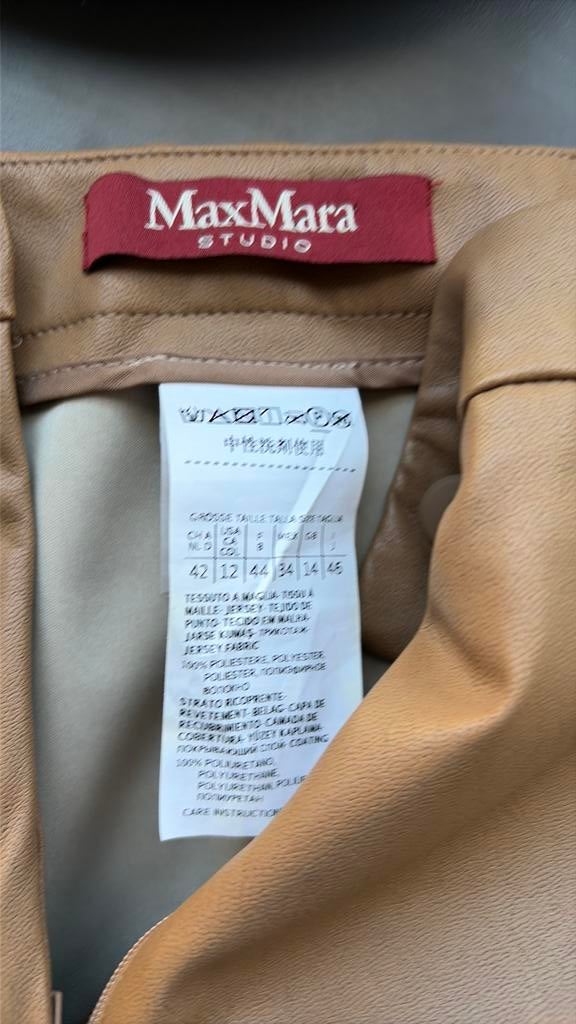 MaxMara
STUDIO
中性洗剂使用
GROSSE TAILLE TALLA SIZE TAGLIA
CH A NL D
USA CA COL
F B
MEX
GB
I J
42 12 44 34 14 46
TESSUTO A MAGLIA- TISSU À
MAILLE- JERSEY- TEJIDO DE
PUNTO- TECIDO EM MALHA-
JARSE KUMAŞ- ТРИКОТАЖ-
JERSEY FABRIC
100% POLIESTERE, POLYESTER,
POLIESTER, ПОЛИЭФИРНОЕ
ВОЛОКНО
STRATO RICOPRENTE-
REVETEMENT- BELAG- CAPA DE
RECUBRIMIENTO- CAMADA DE
COBERTURA- YÜZEY KAPLAMA-
ПОКРЫВАЮЩИЙ СЛОЙ- COATING
100% POLIURETANO,
POLYURETHANE,
POLYURETHAN, POLIU
ПОЛИУРЕТАН
CARE INSTRUCTION